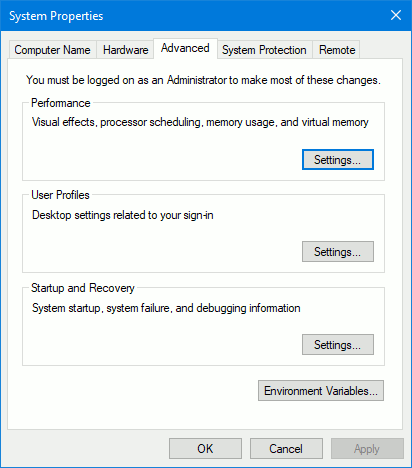 System Properties
Computer Name
Hardware
Advanced
System Protection
Remote
You must be logged on as an Administrator to make most of these changes.
Performance
Visual effects, processor scheduling, memory usage, and virtual memory
Settings...
User Profiles
Desktop settings related to your sign-in
Settings...
Startup and Recovery
System startup, system failure, and debugging information
Settings...
Environment Variables...
OK
Cancel
Apply